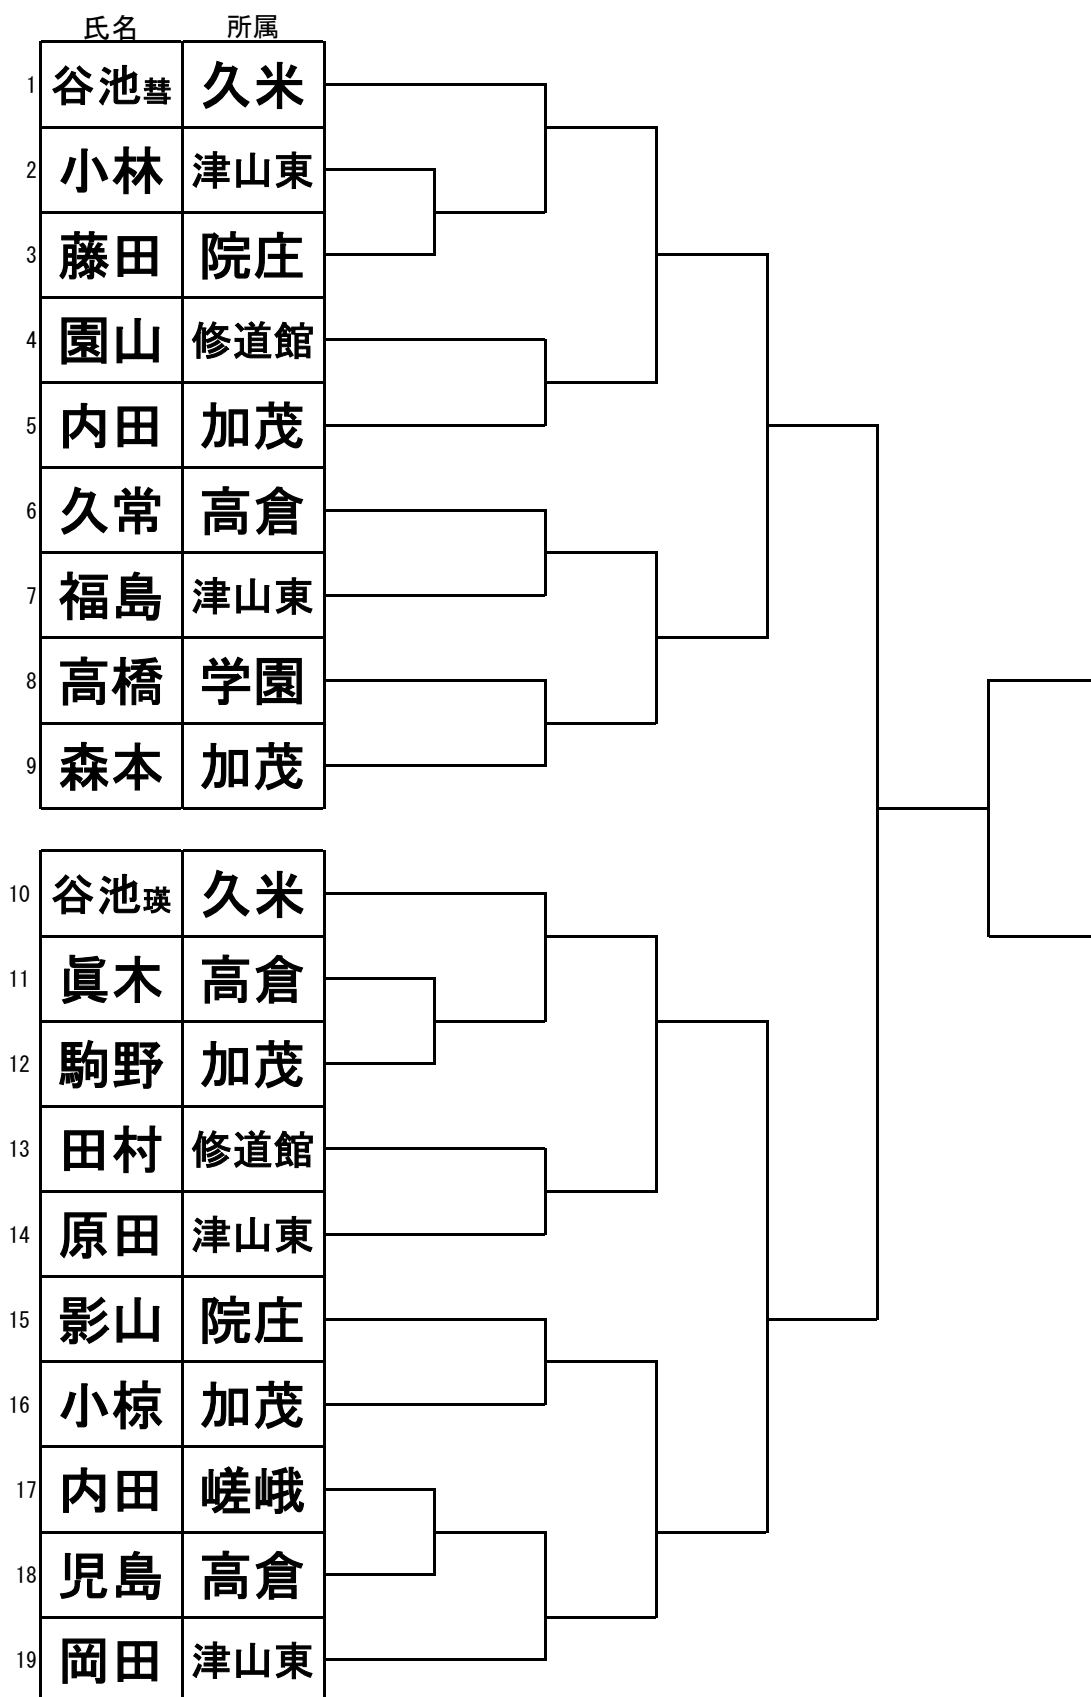 氏名 所属
1 谷池彗 久米
2 小林 津山東
3 藤田 院庄
4 園山 修道館
5 内田 加茂
6 久常 高倉
7 福島 津山東
8 高橋 学園
9 森本 加茂
10 谷池瑛 久米
11 眞木 高倉
12 駒野 加茂
13 田村 修道館
14 原田 津山東
15 影山 院庄
16 小椋 加茂
17 内田 嵯峨
18 児島 高倉
19 岡田 津山東